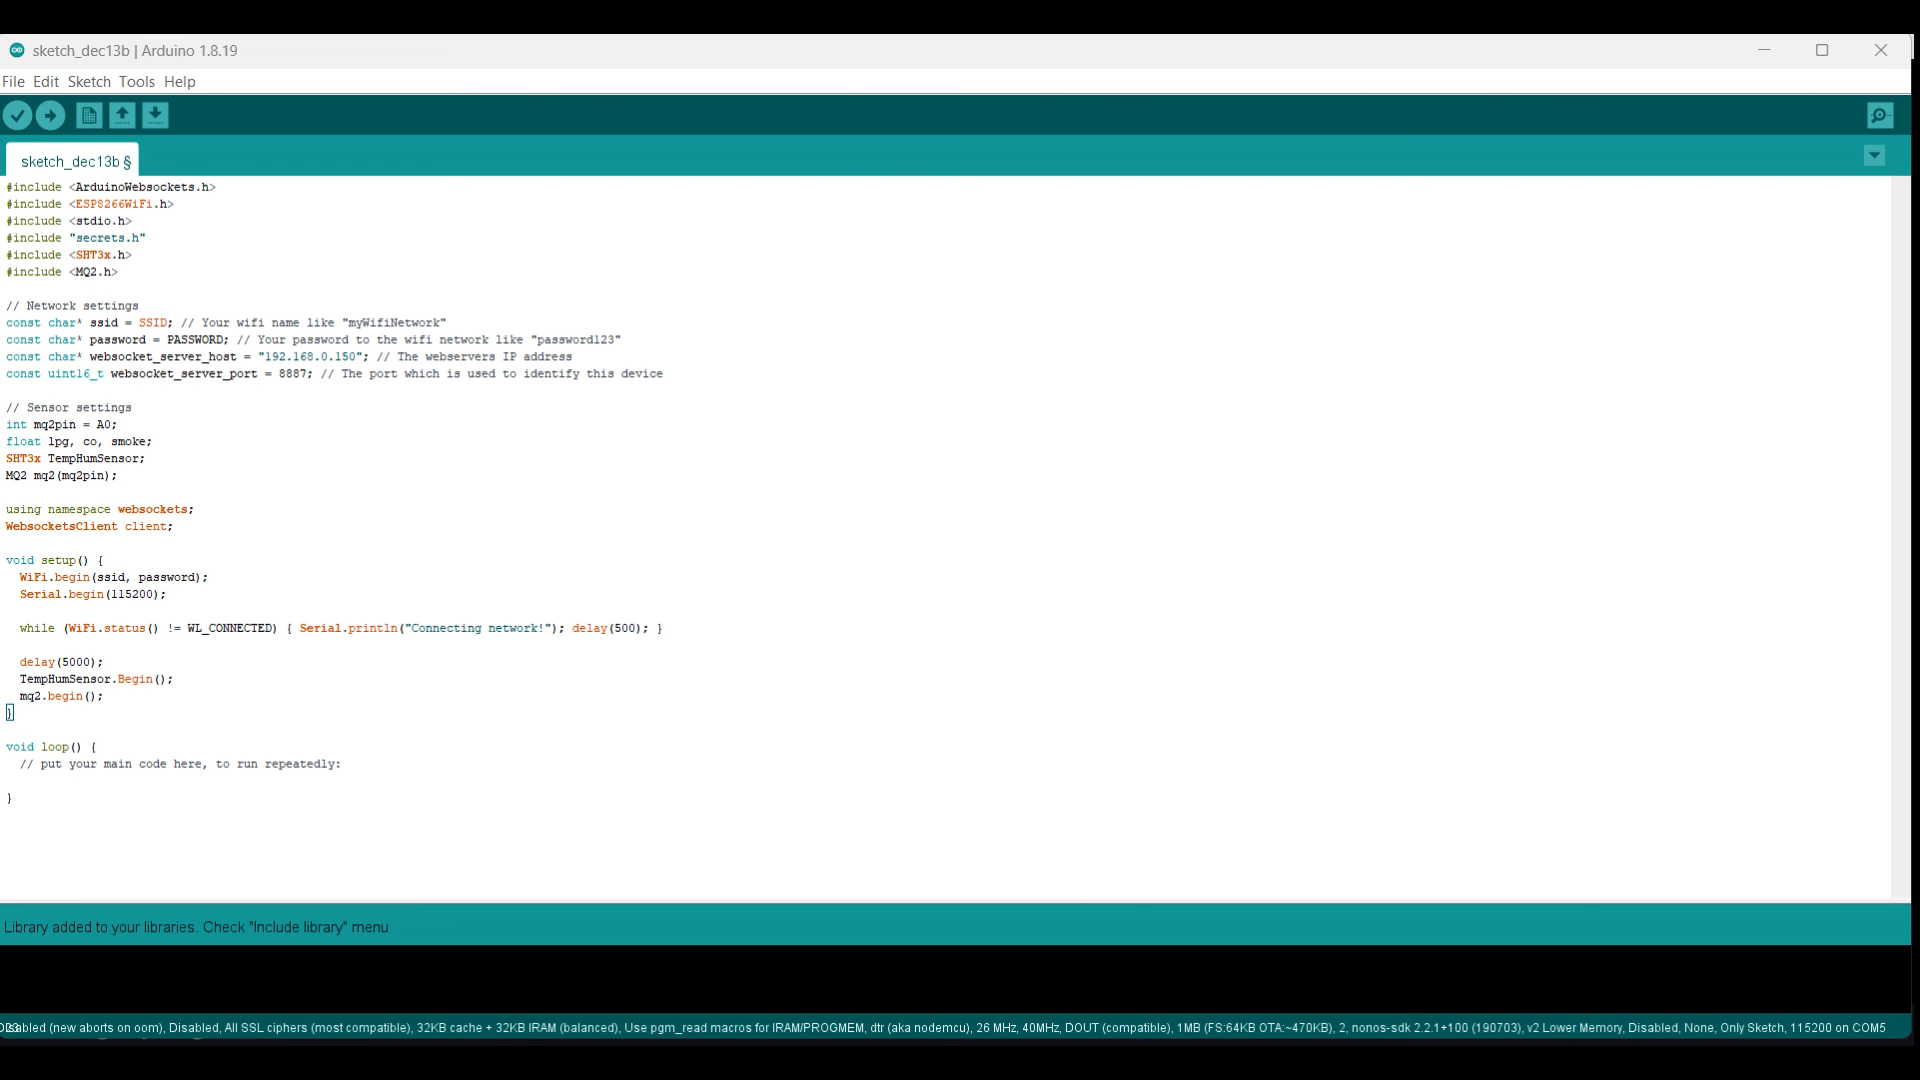 sketch_dec13b | Arduino 1.8.19
File Edit Sketch Tools Help
sketch_dec13b §
#include <ArduinoWebsockets.h>
#include <ESP8266WiFi.h>
#include <stdio.h>
#include "secrets.h"
#include <SHT3x.h>
#include <MQ2.h>
// Network settings
const char* ssid = SSID; // Your wifi name like "myWifiNetwork"
const char* password = PASSWORD; // Your password to the wifi network like "password123"
const char* websocket_server_host = "192.168.0.150"; // The webservers IP address
const uint16_t websocket_server_port = 8887; // The port which is used to identify this device
// Sensor settings
int mq2pin = A0;
float lpg, co, smoke;
SHT3x TempHumSensor;
MQ2 mq2(mq2pin);
using namespace websockets;
WebsocketsClient client;
void setup() {
  WiFi.begin(ssid, password);
  Serial.begin(115200);
  while (WiFi.status() != WL_CONNECTED) { Serial.println("Connecting network!"); delay(500); }
  delay(5000);
  TempHumSensor.Begin();
  mq2.begin();
}
void loop() {
  // put your main code here, to run repeatedly:
}
Library added to your libraries. Check "Include library" menu
(new aborts on oom), Disabled, All SSL ciphers (most compatible), 32KB cache + 32KB IRAM (balanced), Use pgm_read macros for IRAM/PROGMEM, dtr (aka nodemcu), 26 MHz, 40MHz, DOUT (compatible), 1MB (FS:64KB OTA:~470KB), 2, nonos-sdk 2.2.1+100 (190703), v2 Lower Memory, Disabled, None, Only Sketch, 115200 on COM5